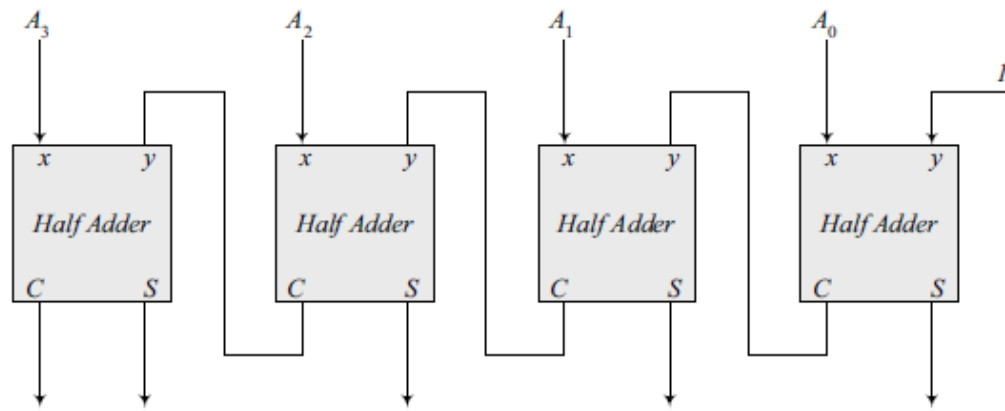 A₃ A₂ A₁ A₀
1
x y x y x y x y
Half Adder Half Adder Half Adder Half Adder
C S C S C S C S